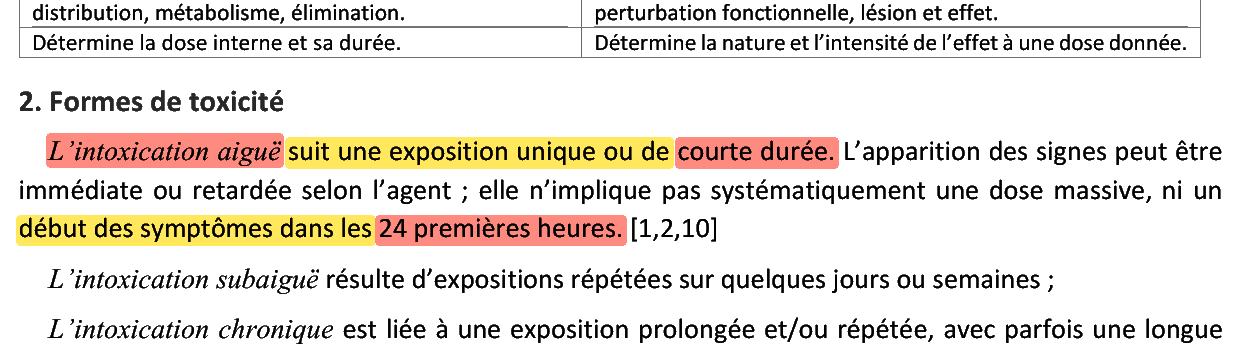 distribution, métabolisme, élimination.
perturbation fonctionnelle, lésion et effet.
Détermine la dose interne et sa durée.
Détermine la nature et l’intensité de l’effet à une dose donnée.
2. Formes de toxicité
L’intoxication aiguë suit une exposition unique ou de courte durée. L’apparition des signes peut être
immédiate ou retardée selon l’agent ; elle n’implique pas systématiquement une dose massive, ni un
début des symptômes dans les 24 premières heures. [1,2,10]
L’intoxication subaiguë résulte d’expositions répétées sur quelques jours ou semaines ;
L’intoxication chronique est liée à une exposition prolongée et/ou répétée, avec parfois une longue